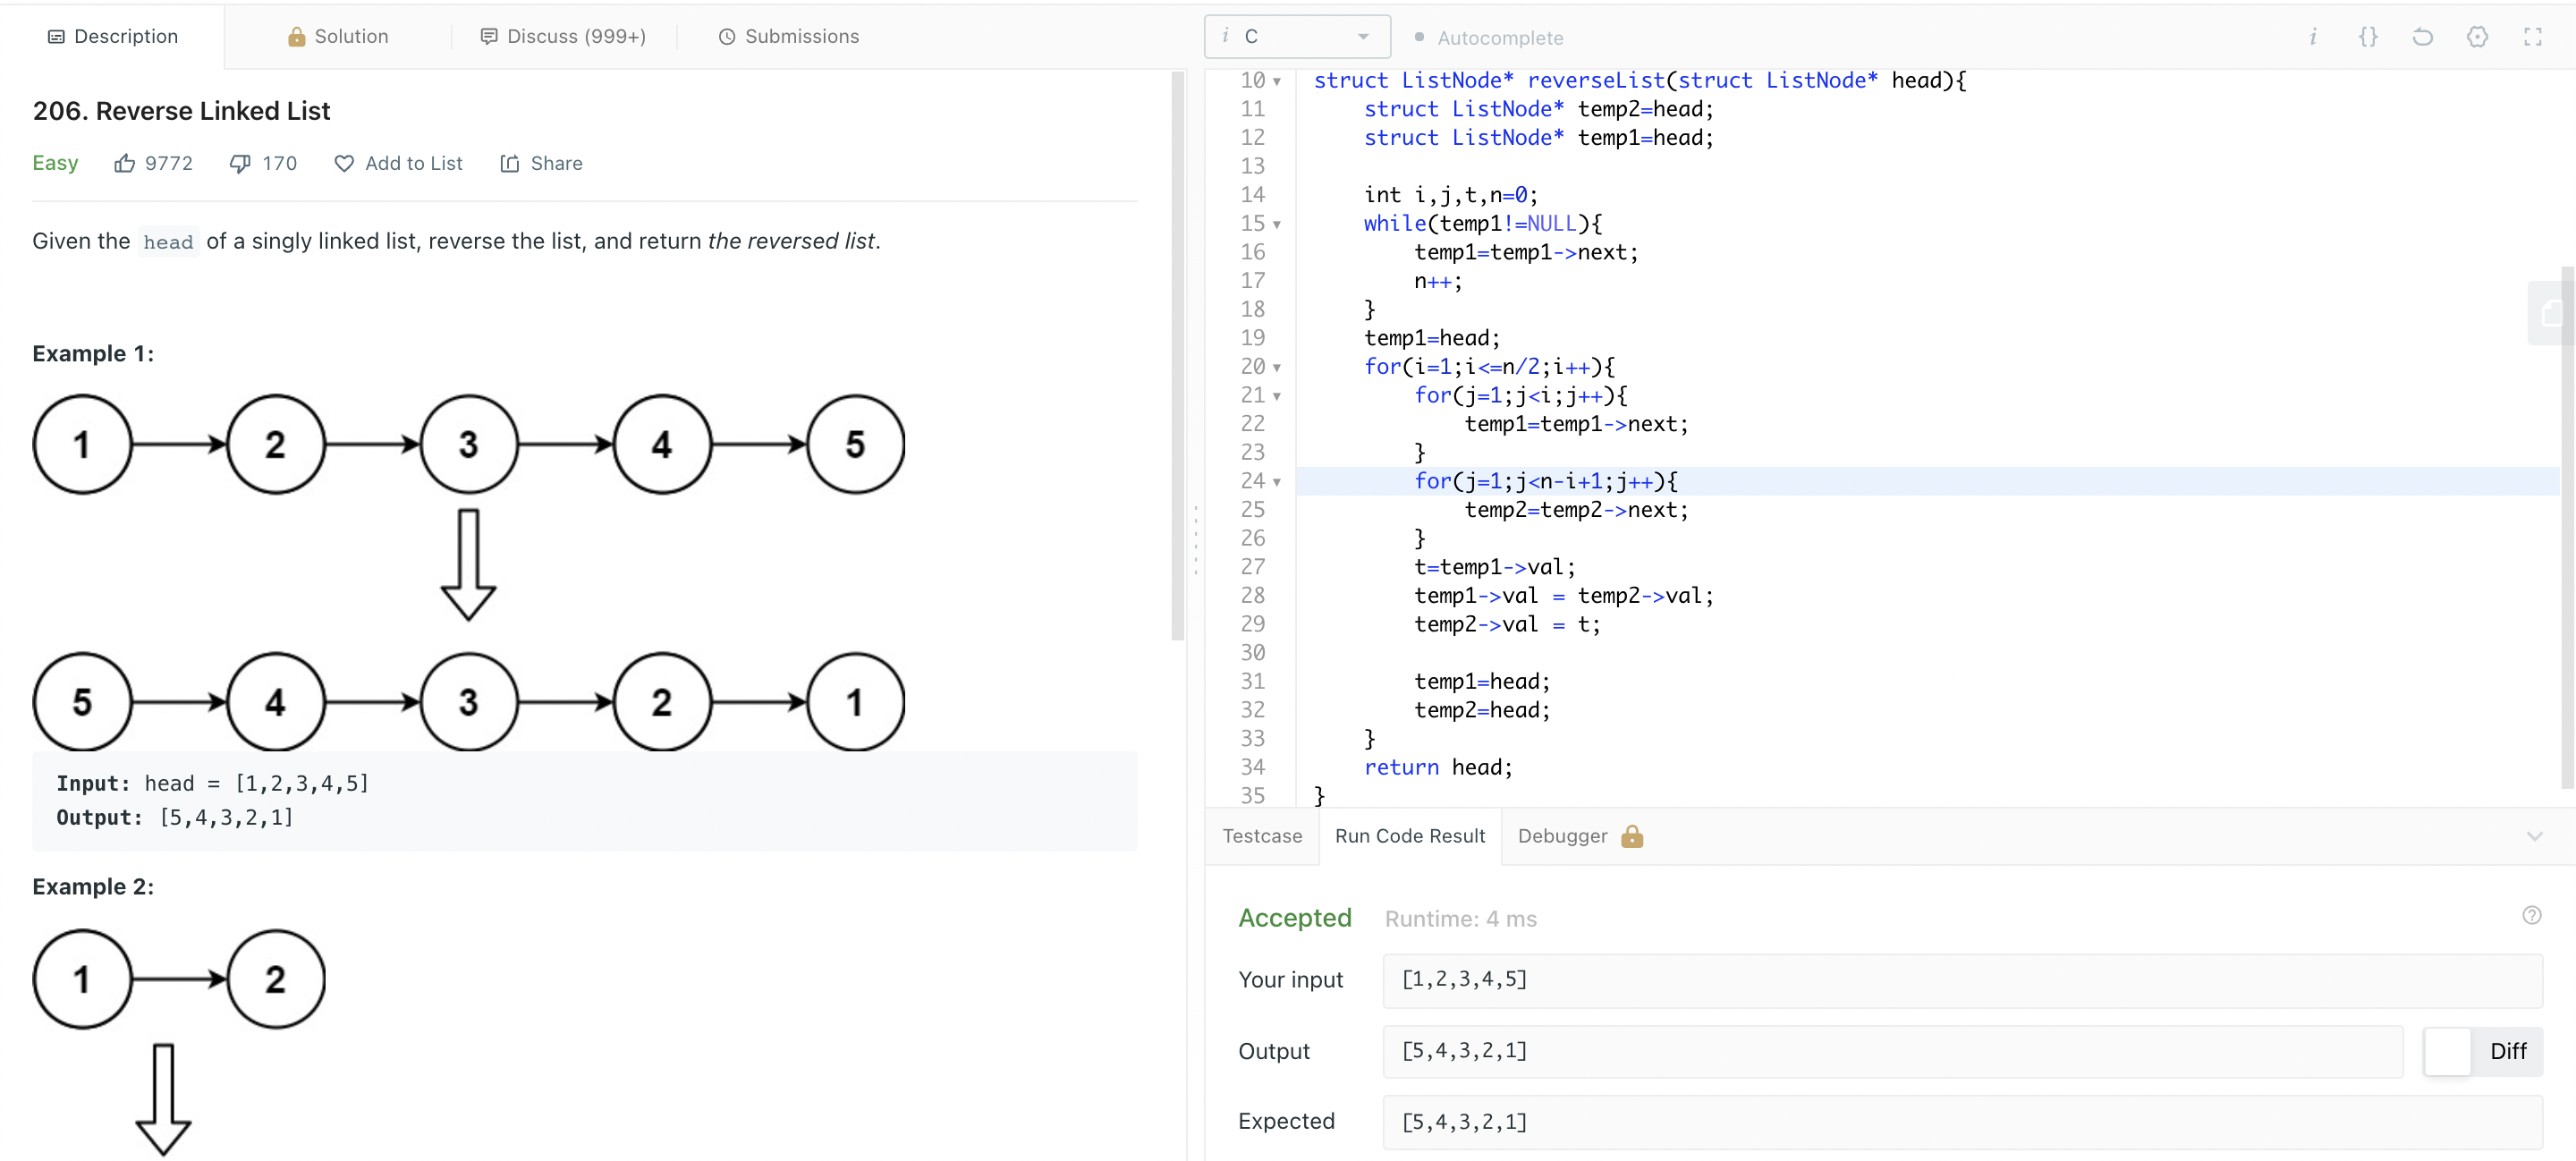 Description
Solution
Discuss (999+)
Submissions
206. Reverse Linked List
Easy 9772 170 Add to List Share
Given the head of a singly linked list, reverse the list, and return the reversed list.
Example 1:
1 2 3 4 5
5 4 3 2 1
Input: head = [1,2,3,4,5]
Output: [5,4,3,2,1]
Example 2:
1 2
i C
Autocomplete
i {}
10 struct ListNode* reverseList(struct ListNode* head){
11 struct ListNode* temp2=head;
12 struct ListNode* temp1=head;
13
14 int i,j,t,n=0;
15 while(temp1!=NULL){
16 temp1=temp1->next;
17 n++;
18 }
19 temp1=head;
20 for(i=1;i<=n/2;i++){
21 for(j=1;j<i;j++){
22 temp1=temp1->next;
23 }
24 for(j=1;j<n-i+1;j++){
25 temp2=temp2->next;
26 }
27 t=temp1->val;
28 temp1->val = temp2->val;
29 temp2->val = t;
30
31 temp1=head;
32 temp2=head;
33 }
34 return head;
35 }
Testcase
Run Code Result
Debugger
Accepted Runtime: 4 ms
?
Your input [1,2,3,4,5]
Output [5,4,3,2,1] Diff
Expected [5,4,3,2,1]